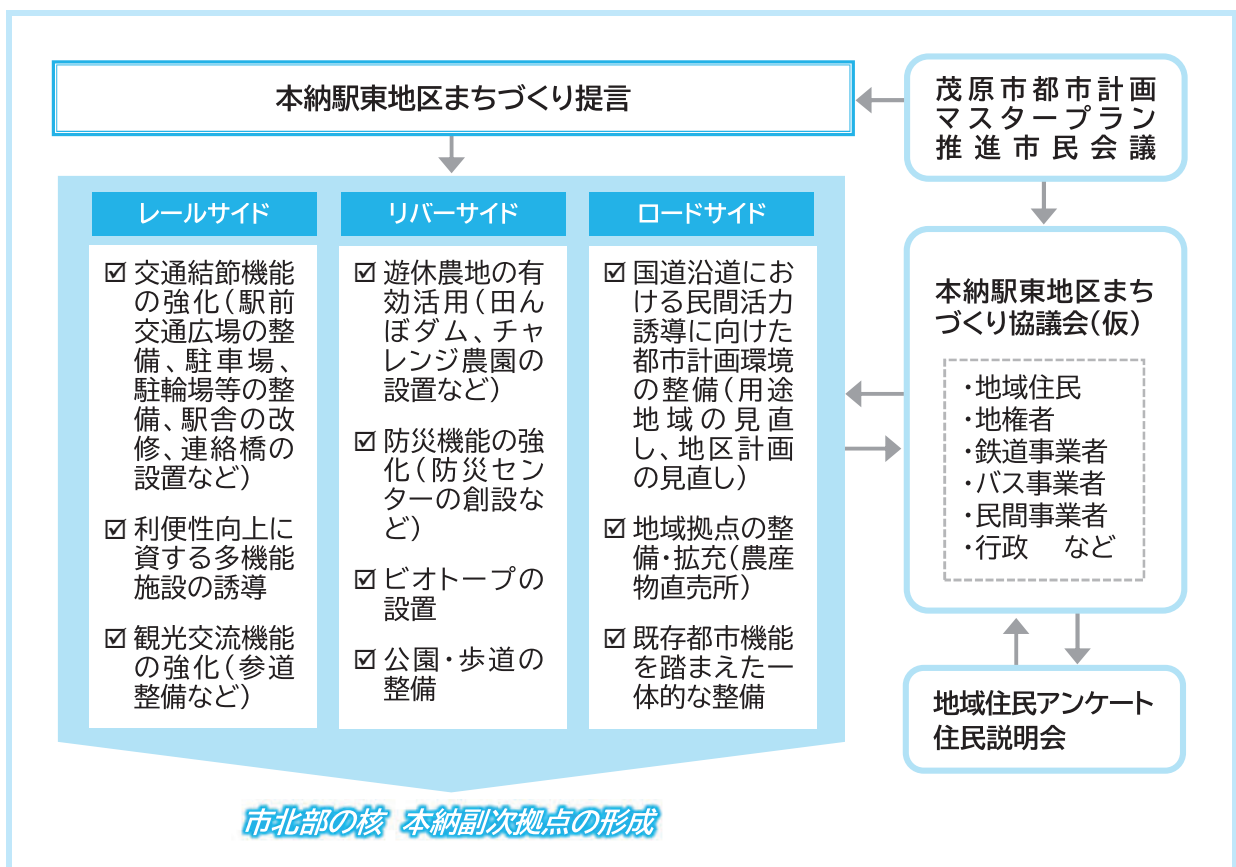 本納駅東地区まちづくり提言
茂原市都市計画
マスタープラン
推進市民会議
レールサイド
☑ 交通結節機能
の強化（駅前
交通広場の整
備、駐車場、
駐輪場等の整
備、駅舎の改
修、連絡橋の
設置など）
☑ 利便性向上に
資する多機能
施設の誘導
☑ 観光交流機能
の強化（参道
整備など）
リバーサイド
☑ 遊休農地の有
効活用（田ん
ぼダム、チャ
レンジ農園の
設置など）
☑ 防災機能の強
化（防災セン
ターの創設な
ど）
☑ ビオトープの
設置
☑ 公園・歩道の
整備
ロードサイド
☑ 国道沿道にお
ける民間活力
誘導に向けた
都市計画環境
の整備（用途
地域の見直
し、地区計画
の見直し）
☑ 地域拠点の整
備・拡充（農産
物直売所）
☑ 既存都市機能
を踏まえた一
体的な整備
本納駅東地区まち
づくり協議会（仮）
・地域住民
・地権者
・鉄道事業者
・バス事業者
・民間事業者
・行政　など
地域住民アンケート
住民説明会
市北部の核　本納副次拠点の形成